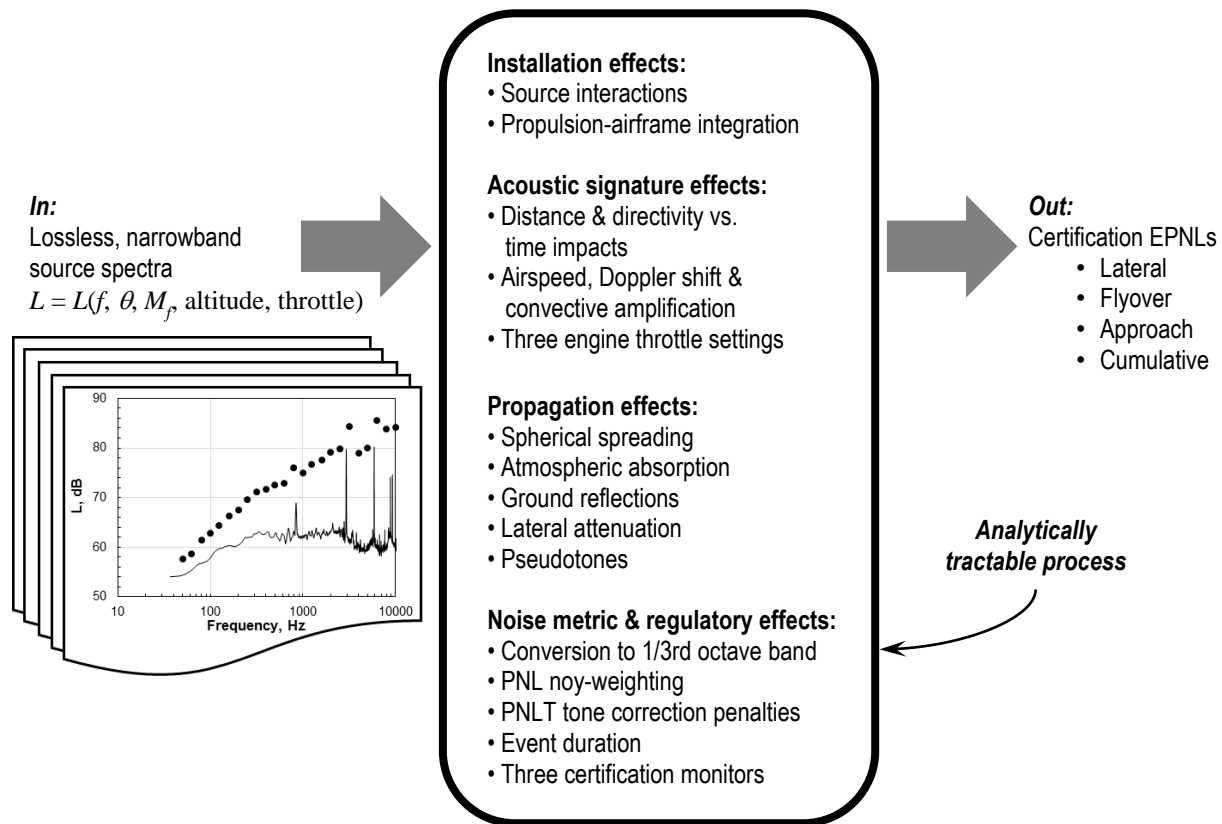 In:
Lossless, narrowband
source spectra
L = L(f, θ, M_f, altitude, throttle)
90
80
70
60
50
L, dB
10
100
1000
10000
Frequency, Hz
Installation effects:
• Source interactions
• Propulsion-airframe integration
Acoustic signature effects:
• Distance & directivity vs.
time impacts
• Airspeed, Doppler shift &
convective amplification
• Three engine throttle settings
Propagation effects:
• Spherical spreading
• Atmospheric absorption
• Ground reflections
• Lateral attenuation
• Pseudotones
Noise metric & regulatory effects:
• Conversion to 1/3rd octave band
• PNL noy-weighting
• PNLT tone correction penalties
• Event duration
• Three certification monitors
Out:
Certification EPNLs
• Lateral
• Flyover
• Approach
• Cumulative
Analytically
tractable process